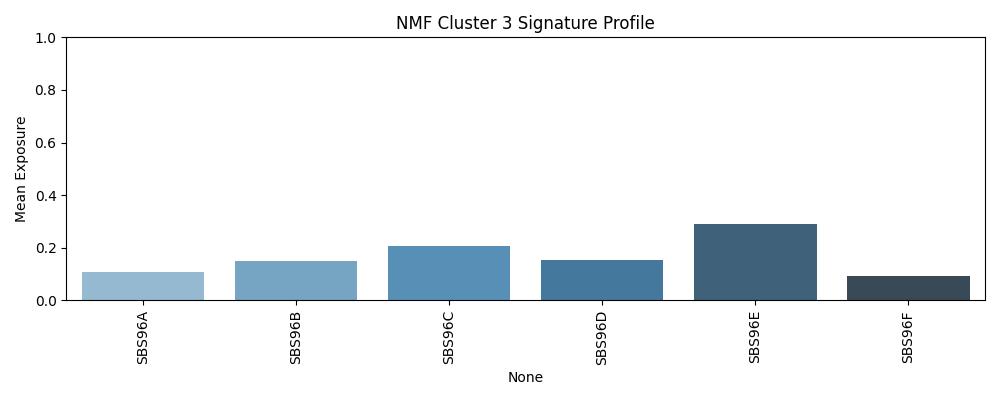 NMF Cluster 3 Signature Profile
1.0
0.8
0.6
0.4
0.2
0.0
Mean Exposure
SBS96A
SBS96B
SBS96C
SBS96D
SBS96E
SBS96F
None